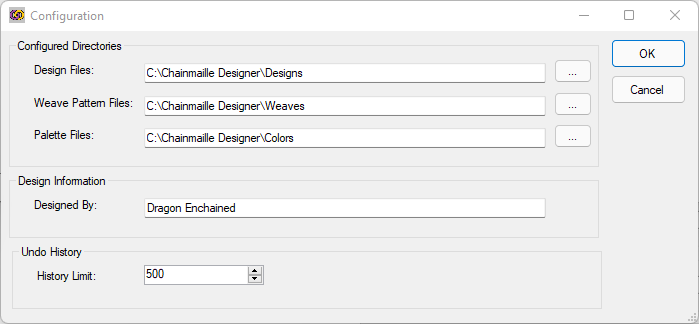 Configuration
Configured Directories
OK
Design Files: C:\Chainmaille Designer\Designs ...
Cancel
Weave Pattern Files: C:\Chainmaille Designer\Weaves ...
Palette Files: C:\Chainmaille Designer\Colors ...
Design Information
Designed By: Dragon Enchained
Undo History
History Limit: 500